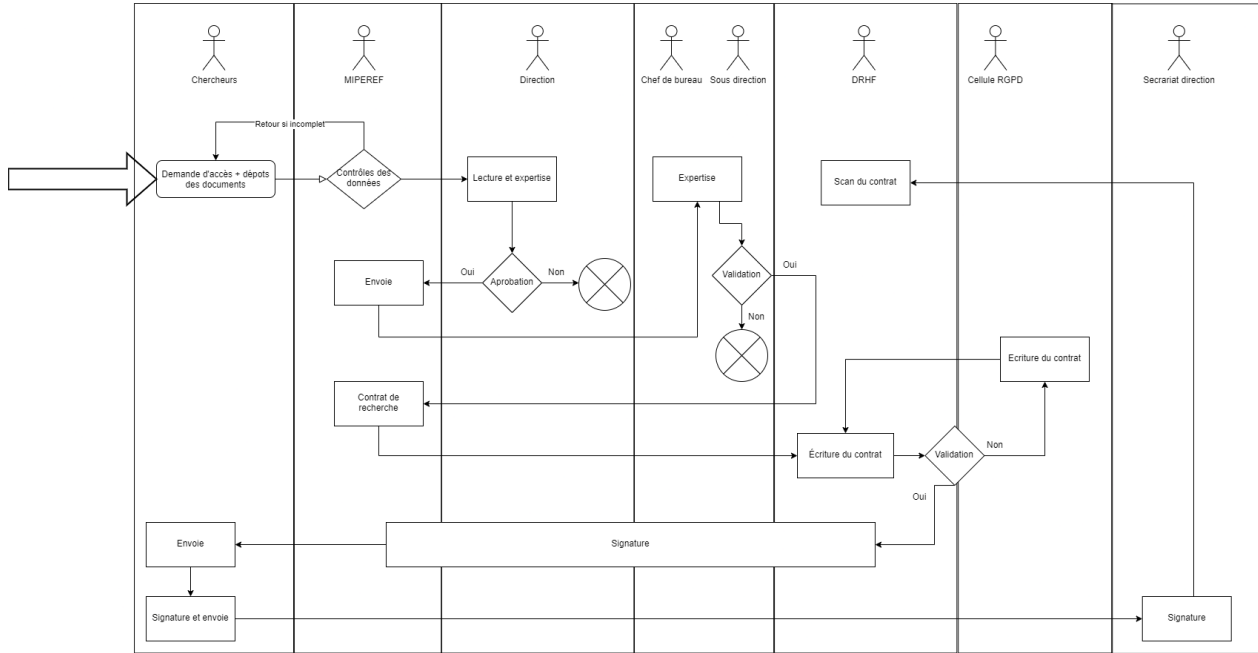 Chercheurs
MIPEREF
Direction
Chef de bureau
Sous direction
DRHF
Cellule RGPD
Secrariat direction
Retour si incomplet
Demande d'accès + dépots
des documents
Contrôles des
données
Lecture et expertise
Expertise
Scan du contrat
Envoie
Oui
Aprobation
Non
Validation
Oui
Non
Ecriture du contrat
Contrat de
recherche
Écriture du contrat
Validation
Non
Oui
Envoie
Signature
Signature et envoie
Signature